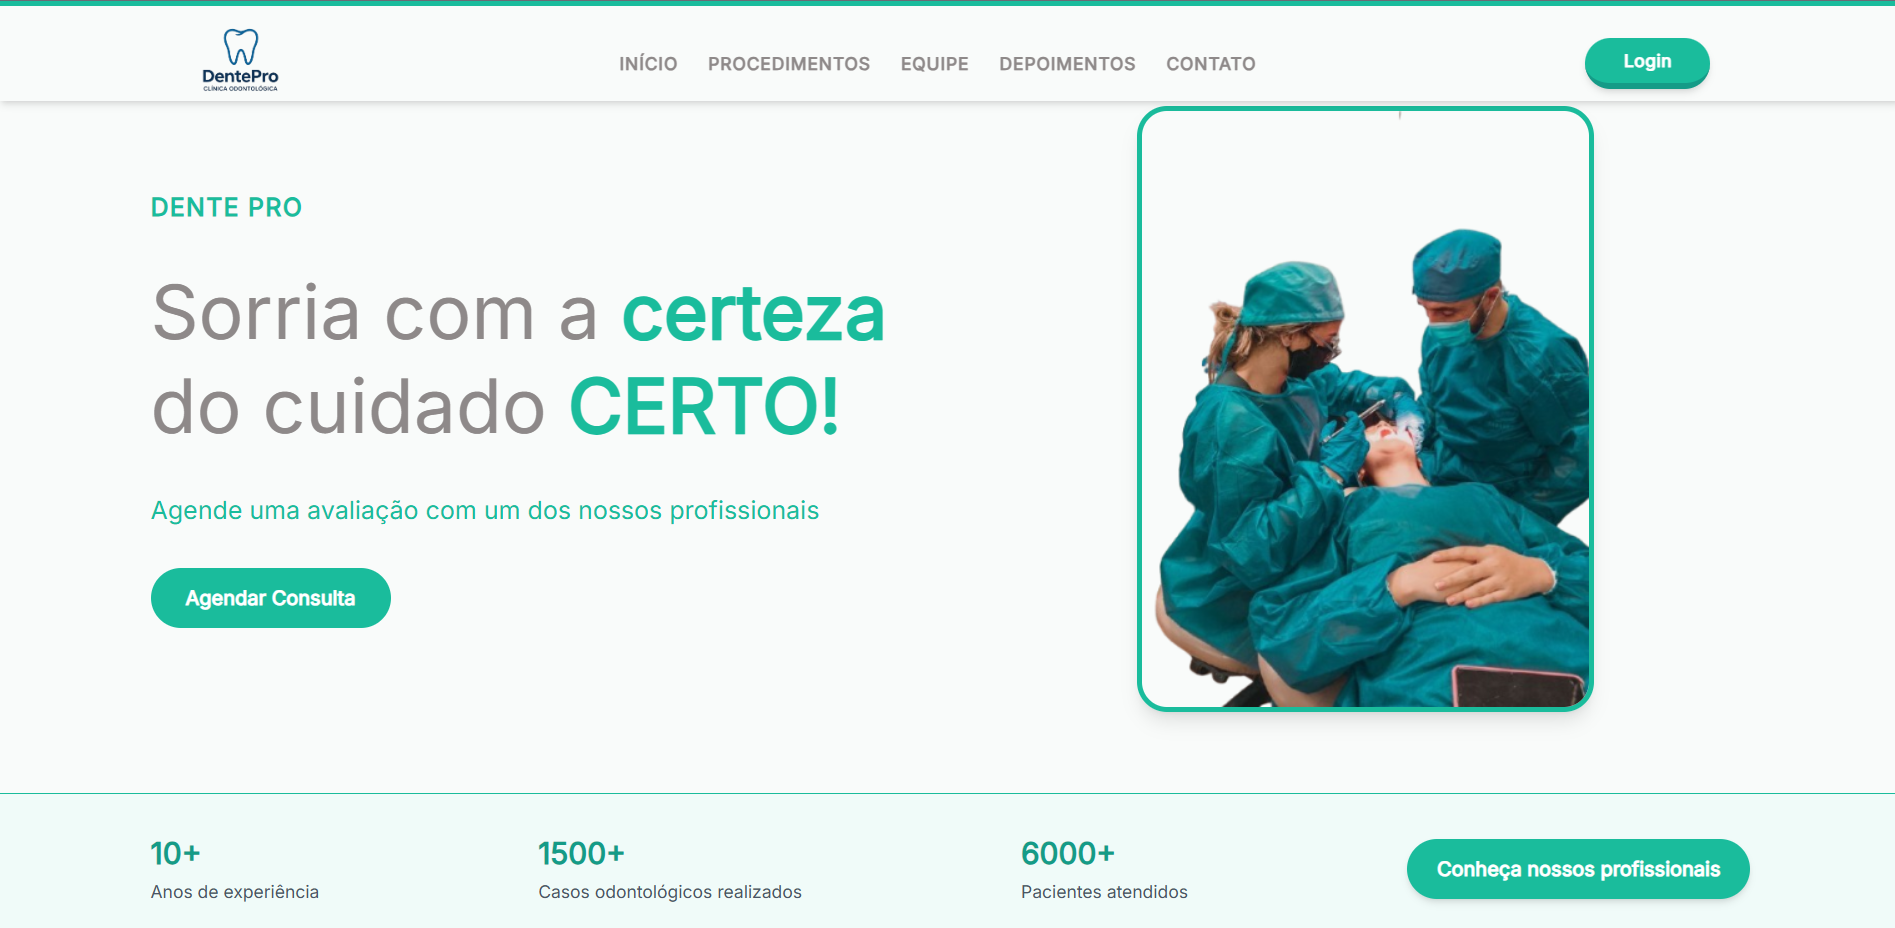 DentePro
CLÍNICA ODONTOLÓGICA
INÍCIO PROCEDIMENTOS EQUIPE DEPOIMENTOS CONTATO
Login
DENTE PRO
Sorria com a certeza
do cuidado CERTO!
Agende uma avaliação com um dos nossos profissionais
Agendar Consulta
10+
Anos de experiência
1500+
Casos odontológicos realizados
6000+
Pacientes atendidos
Conheça nossos profissionais